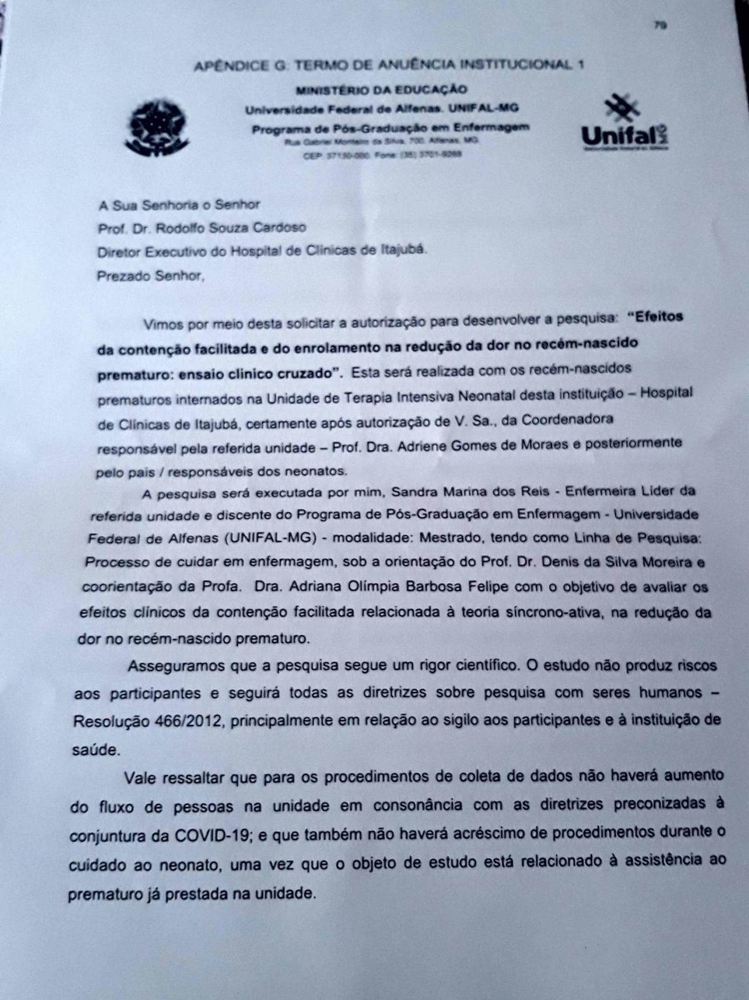 79
APÊNDICE G: TERMO DE ANUÊNCIA INSTITUCIONAL 1
MINISTÉRIO DA EDUCAÇÃO
Universidade Federal de Alfenas. UNIFAL-MG
Programa de Pós-Graduação em Enfermagem
Rua Gabriel Monteiro da Silva, 700. Alfenas, MG.
CEP: 37130-000. Fone: (35) 3701-9268
Unifal MG
A Sua Senhoria o Senhor
Prof. Dr. Rodolfo Souza Cardoso
Diretor Executivo do Hospital de Clínicas de Itajubá.
Prezado Senhor,
Vimos por meio desta solicitar a autorização para desenvolver a pesquisa: “Efeitos
da contenção facilitada e do enrolamento na redução da dor no recém-nascido
prematuro: ensaio clínico cruzado”. Esta será realizada com os recém-nascidos
prematuros internados na Unidade de Terapia Intensiva Neonatal desta instituição – Hospital
de Clínicas de Itajubá, certamente após autorização de V. Sa., da Coordenadora
responsável pela referida unidade – Prof. Dra. Adriene Gomes de Moraes e posteriormente
pelo pais / responsáveis dos neonatos.
A pesquisa será executada por mim, Sandra Marina dos Reis - Enfermeira Líder da
referida unidade e discente do Programa de Pós-Graduação em Enfermagem - Universidade
Federal de Alfenas (UNIFAL-MG) - modalidade: Mestrado, tendo como Linha de Pesquisa:
Processo de cuidar em enfermagem, sob a orientação do Prof. Dr. Denis da Silva Moreira e
coorientação da Profa. Dra. Adriana Olímpia Barbosa Felipe com o objetivo de avaliar os
efeitos clínicos da contenção facilitada relacionada à teoria síncrono-ativa, na redução da
dor no recém-nascido prematuro.
Asseguramos que a pesquisa segue um rigor científico. O estudo não produz riscos
aos participantes e seguirá todas as diretrizes sobre pesquisa com seres humanos –
Resolução 466/2012, principalmente em relação ao sigilo aos participantes e à instituição de
saúde.
Vale ressaltar que para os procedimentos de coleta de dados não haverá aumento
do fluxo de pessoas na unidade em consonância com as diretrizes preconizadas à
conjuntura da COVID-19; e que também não haverá acréscimo de procedimentos durante o
cuidado ao neonato, uma vez que o objeto de estudo está relacionado à assistência ao
prematuro já prestada na unidade.